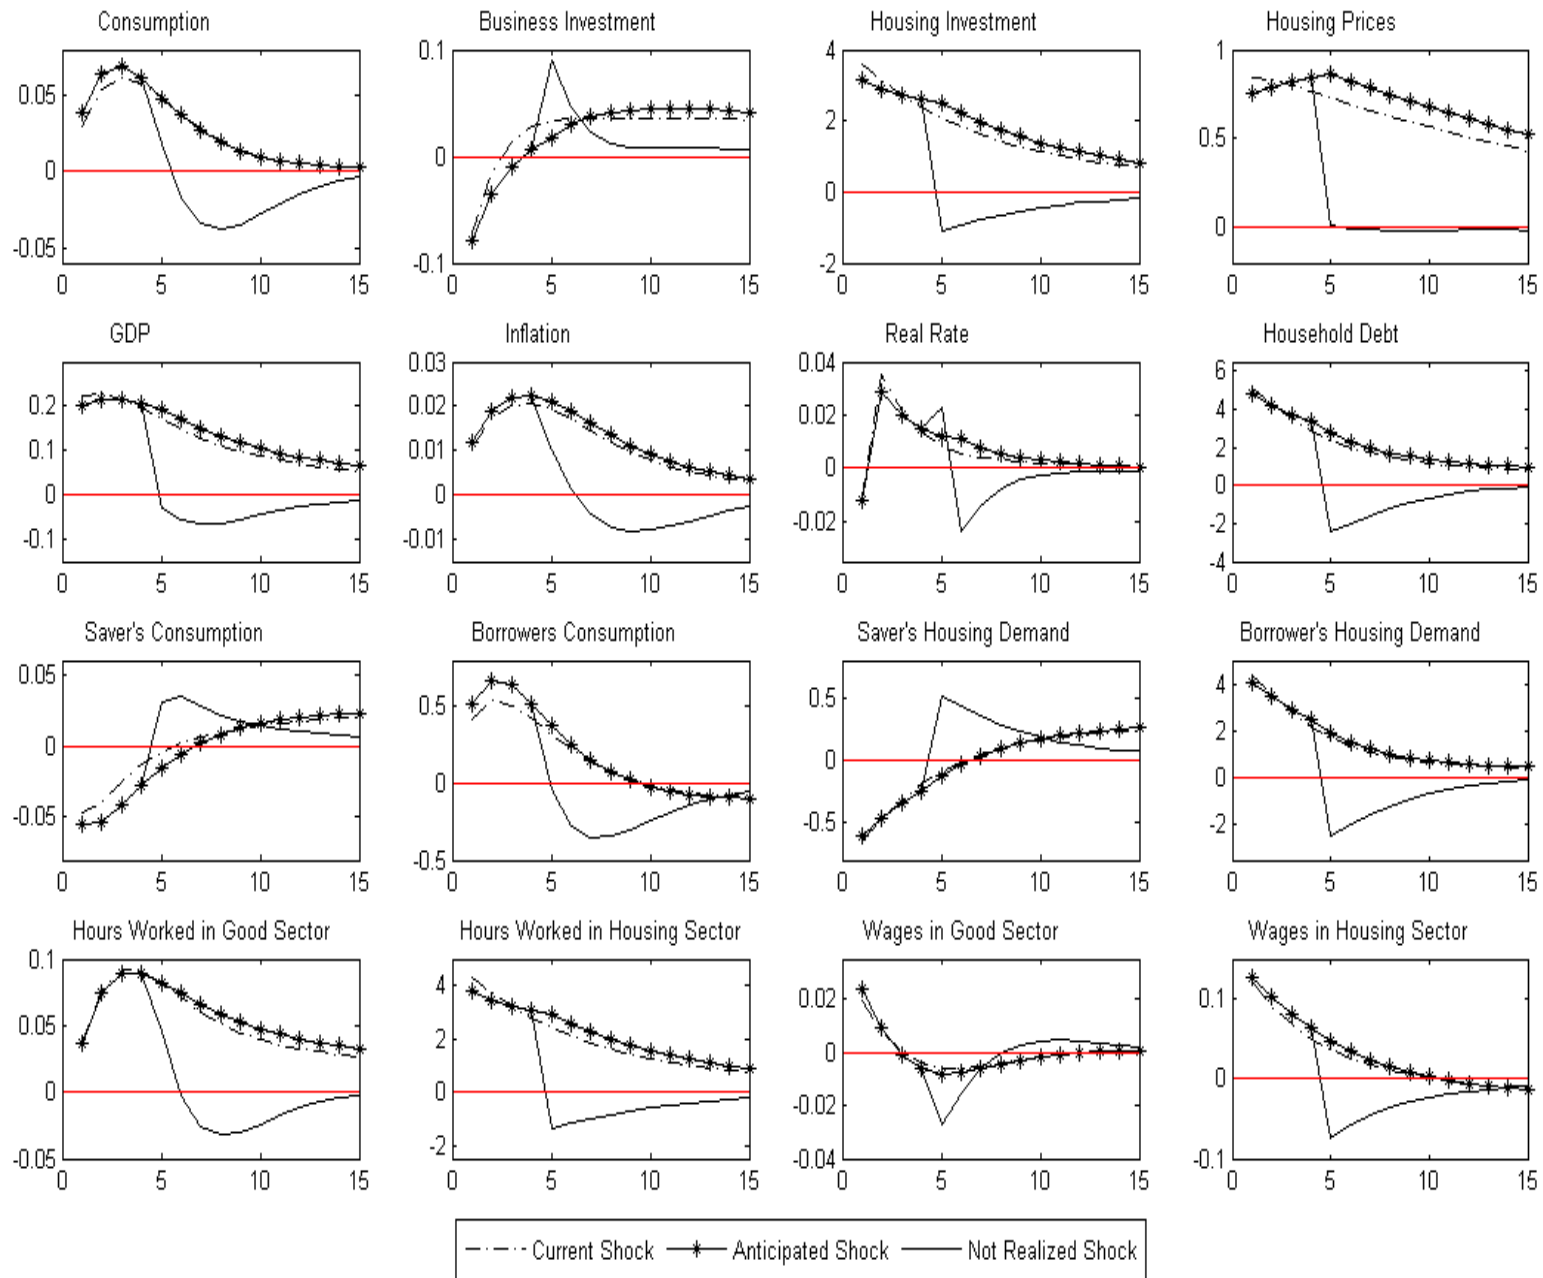 Consumption Business Investment Housing Investment Housing Prices
0.05 0 -0.05 0 5 10 15
0.1 0 -0.1 0 5 10 15
4 2 0 -2 0 5 10 15
1 0.5 0 0 5 10 15
GDP Inflation Real Rate Household Debt
0.2 0.1 0 -0.1 0 5 10 15
0.03 0.02 0.01 0 -0.01 0 5 10 15
0.04 0.02 0 -0.02 0 5 10 15
6 4 2 0 -2 -4 0 5 10 15
Saver's Consumption Borrowers Consumption Saver's Housing Demand Borrower's Housing Demand
0.05 0 -0.05 0 5 10 15
0.5 0 -0.5 0 5 10 15
0.5 0 -0.5 0 5 10 15
4 2 0 -2 0 5 10 15
Hours Worked in Good Sector Hours Worked in Housing Sector Wages in Good Sector Wages in Housing Sector
0.1 0.05 0 -0.05 0 5 10 15
4 2 0 -2 0 5 10 15
0.02 0 -0.02 -0.04 0 5 10 15
0.1 0 -0.1 0 5 10 15
Current Shock Anticipated Shock Not Realized Shock